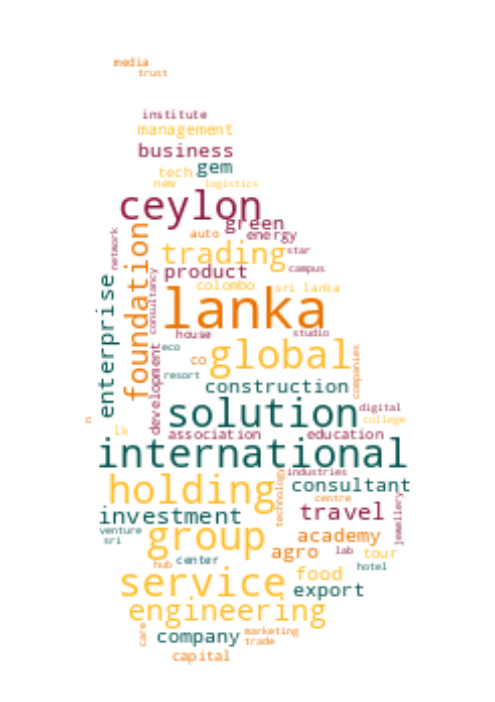 media
trust
institute
management
business
tech gem
new logistics
ceylon
green
auto energy
network
foundation
trading star
product campus
consultancy
enterprise
colombo sri lanka
lanka
house studio
eco
development
co global
resort
companies
construction
solution digital
c
college
lk
association education
international
industries
holding
technology
consultant
centre
jewellery
investment travel
venture
group academy
sri
agro lab tour
hub center hotel
service food
export
engineering
care
company marketing
trade
capital